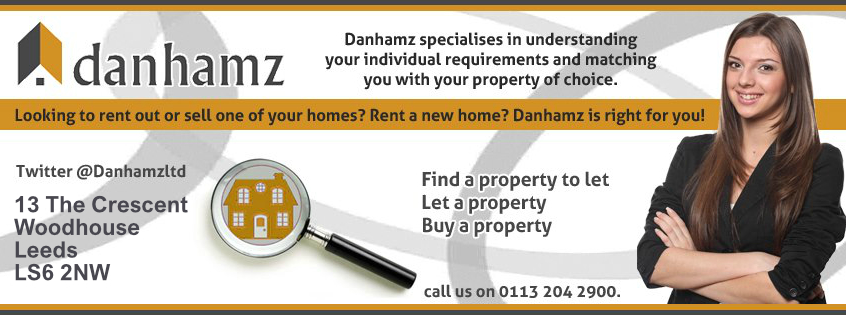 danhamz
Danhamz specialises in understanding
your individual requirements and matching
you with your property of choice.
Looking to rent out or sell one of your homes? Rent a new home? Danhamz is right for you!
Twitter @Danhamzltd
13 The Crescent
Woodhouse
Leeds
LS6 2NW
Find a property to let
Let a property
Buy a property
call us on 0113 204 2900.